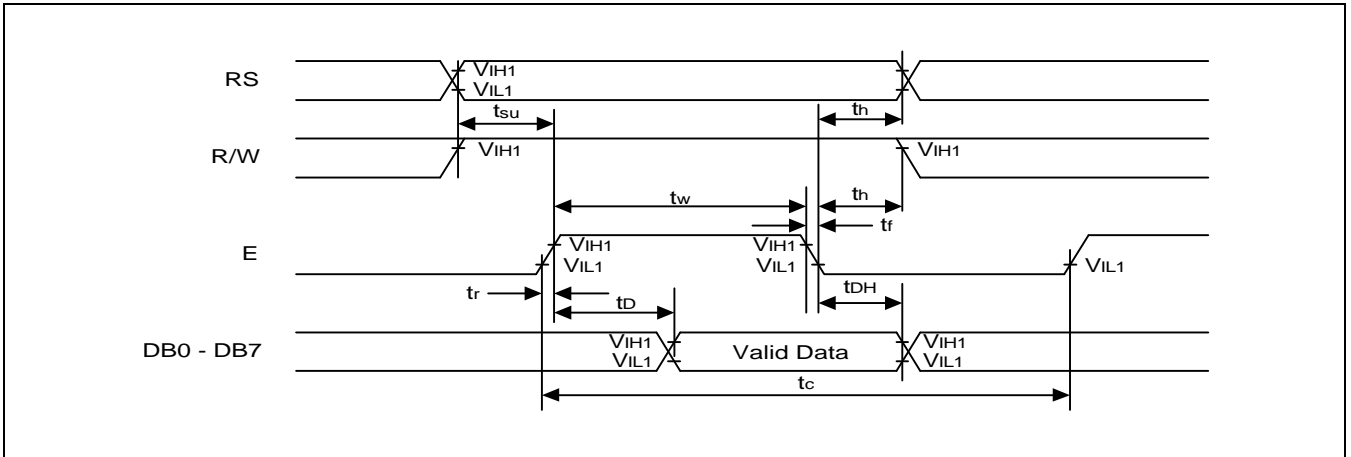 RS
VIH1
VIL1
tsu
th
R/W
VIH1
VIH1
tw
th
tf
E
VIH1
VIL1
VIH1
VIL1
VIL1
tr
tD
tDH
DB0 - DB7
VIH1
VIL1
Valid Data
VIH1
VIL1
tc